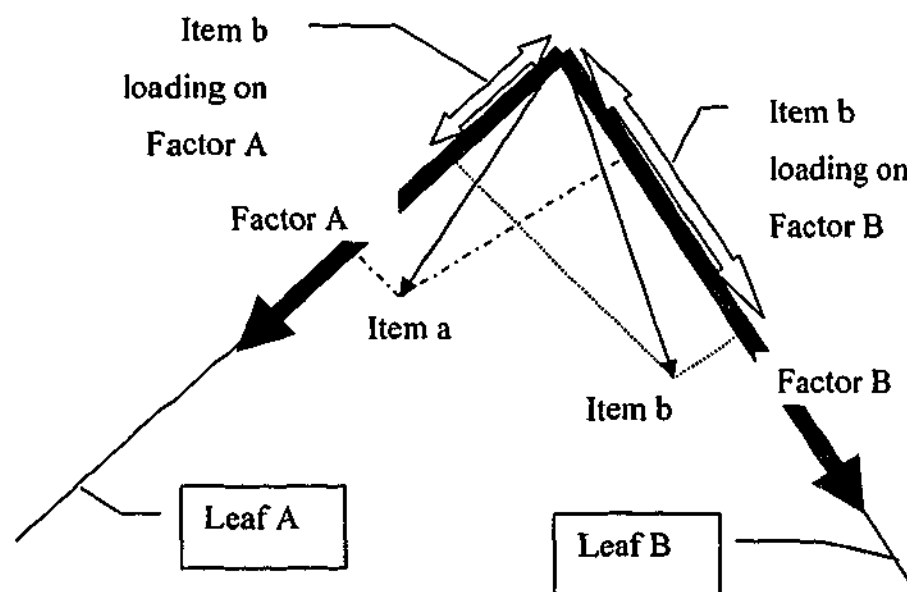 Item b
loading on
Factor A
Item b
loading on
Factor B
Factor A
Item a
Item b
Factor B
Leaf A
Leaf B